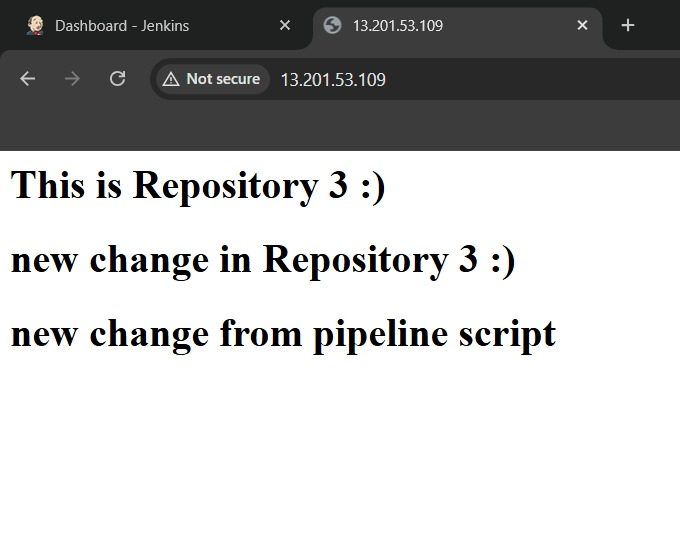 Dashboard - Jenkins
13.201.53.109
Not secure
13.201.53.109
This is Repository 3 :)
new change in Repository 3 :)
new change from pipeline script